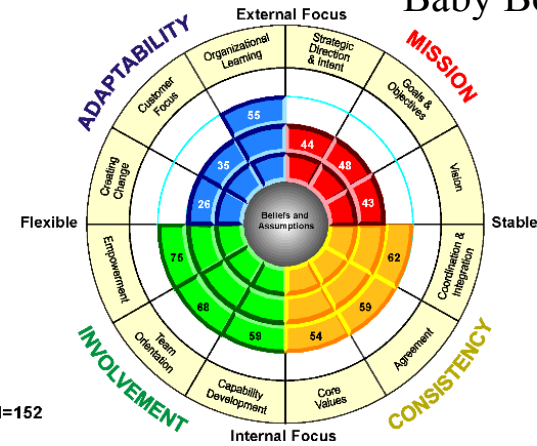 Baby
External Focus
ADAPTABILITY
MISSION
Organizational
Learning
Strategic
Direction
& Intent
Customer
Focus
Goals &
Objectives
Creating
Change
Vision
55
44
35
48
26
43
Beliefs and
Assumptions
Flexible
Stable
75
62
68
59
59
54
Empowerment
Coordination &
Integration
Team
Orientation
Agreement
Capability
Development
Core
Values
INVOLVEMENT
CONSISTENCY
=152
Internal Focus